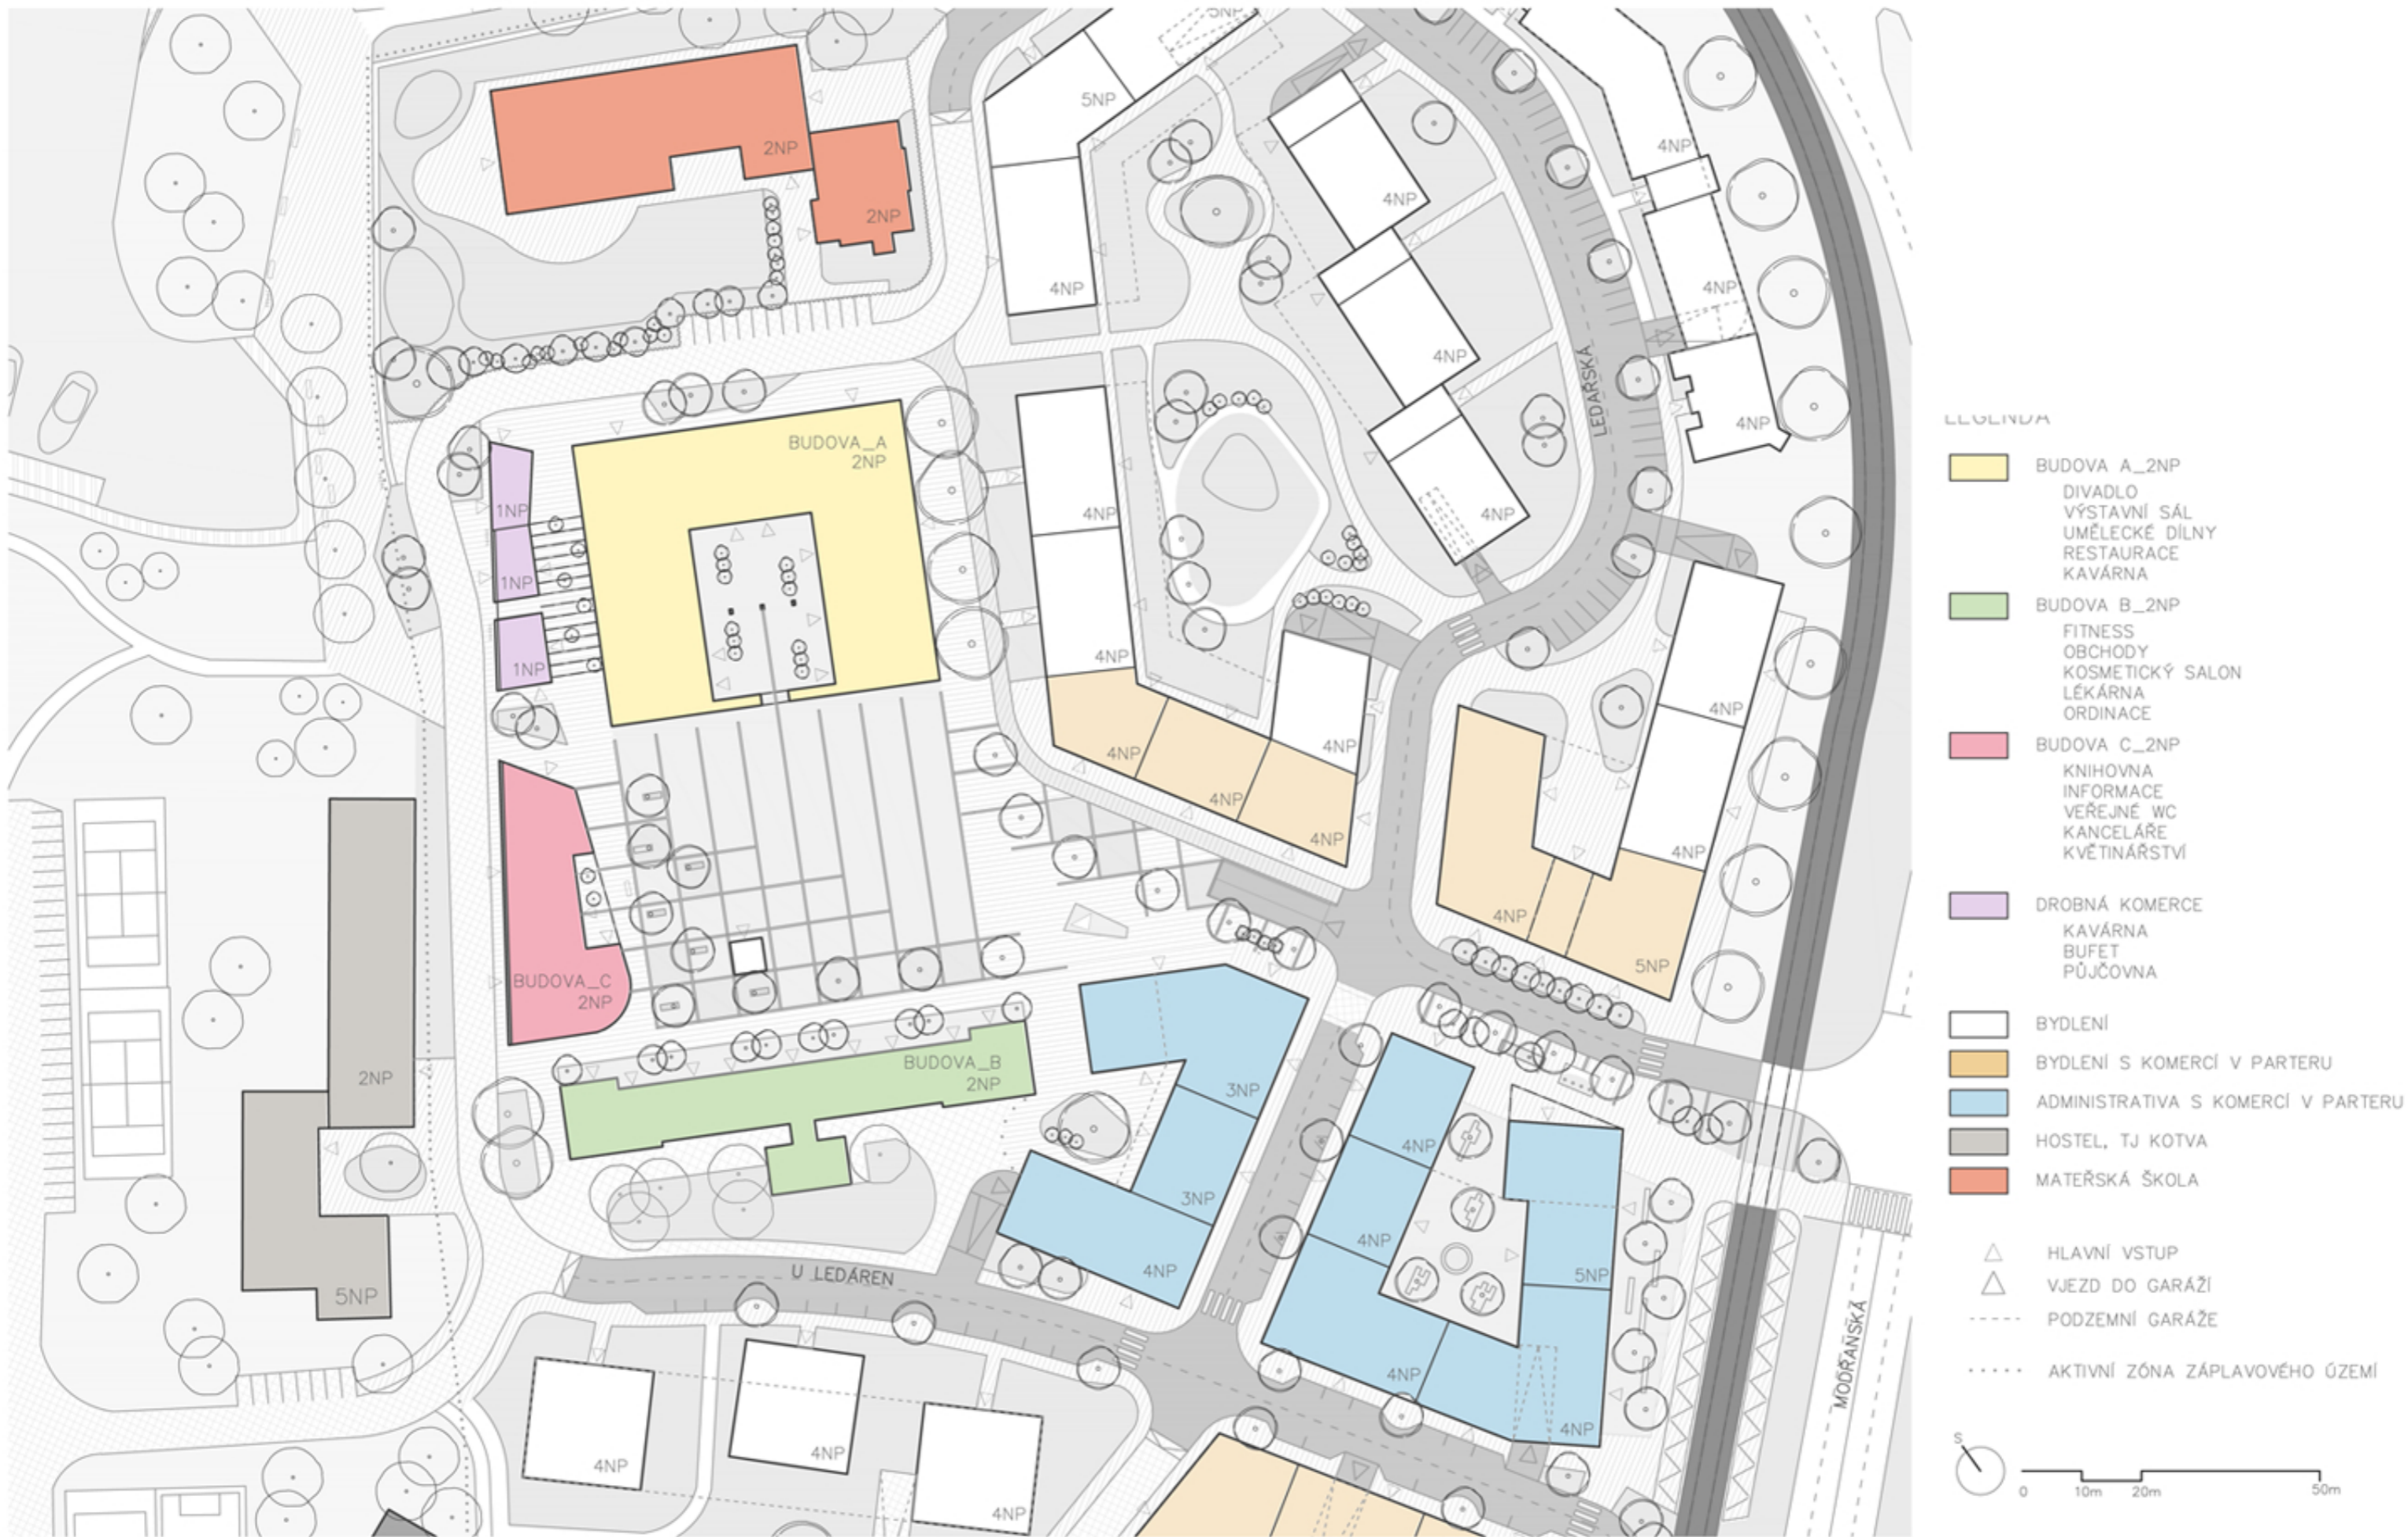 5NP
5NP
2NP
4NP
4NP
2NP
4NP
4NP
4NP
LEDAŘSKÁ
4NP
BUDOVA_A
2NP
1NP
4NP
4NP
1NP
4NP
1NP
4NP
4NP
4NP
4NP
4NP
4NP
4NP
4NP
5NP
BUDOVA_C
2NP
BUDOVA_B
2NP
2NP
3NP
4NP
3NP
4NP
5NP
4NP
5NP
U LEDÁREN
4NP
4NP
4NP
4NP
4NP
MODŘANSKÁ
LEGENDA
BUDOVA A_2NP
DIVADLO
VÝSTAVNÍ SÁL
UMĚLECKÉ DÍLNY
RESTAURACE
KAVÁRNA
BUDOVA B_2NP
FITNESS
OBCHODY
KOSMETICKÝ SALON
LÉKÁRNA
ORDINACE
BUDOVA C_2NP
KNIHOVNA
INFORMACE
VEŘEJNÉ WC
KANCELÁŘE
KVĚTINÁŘSTVÍ
DROBNÁ KOMERCE
KAVÁRNA
BUFET
PŮJČOVNA
BYDLENÍ
BYDLENÍ S KOMERCÍ V PARTERU
ADMINISTRATIVA S KOMERCÍ V PARTERU
HOSTEL, TJ KOTVA
MATEŘSKÁ ŠKOLA
HLAVNÍ VSTUP
VJEZD DO GARÁŽÍ
PODZEMNÍ GARÁŽE
AKTIVNÍ ZÓNA ZÁPLAVOVÉHO ÚZEMÍ
S
0 10m 20m 50m